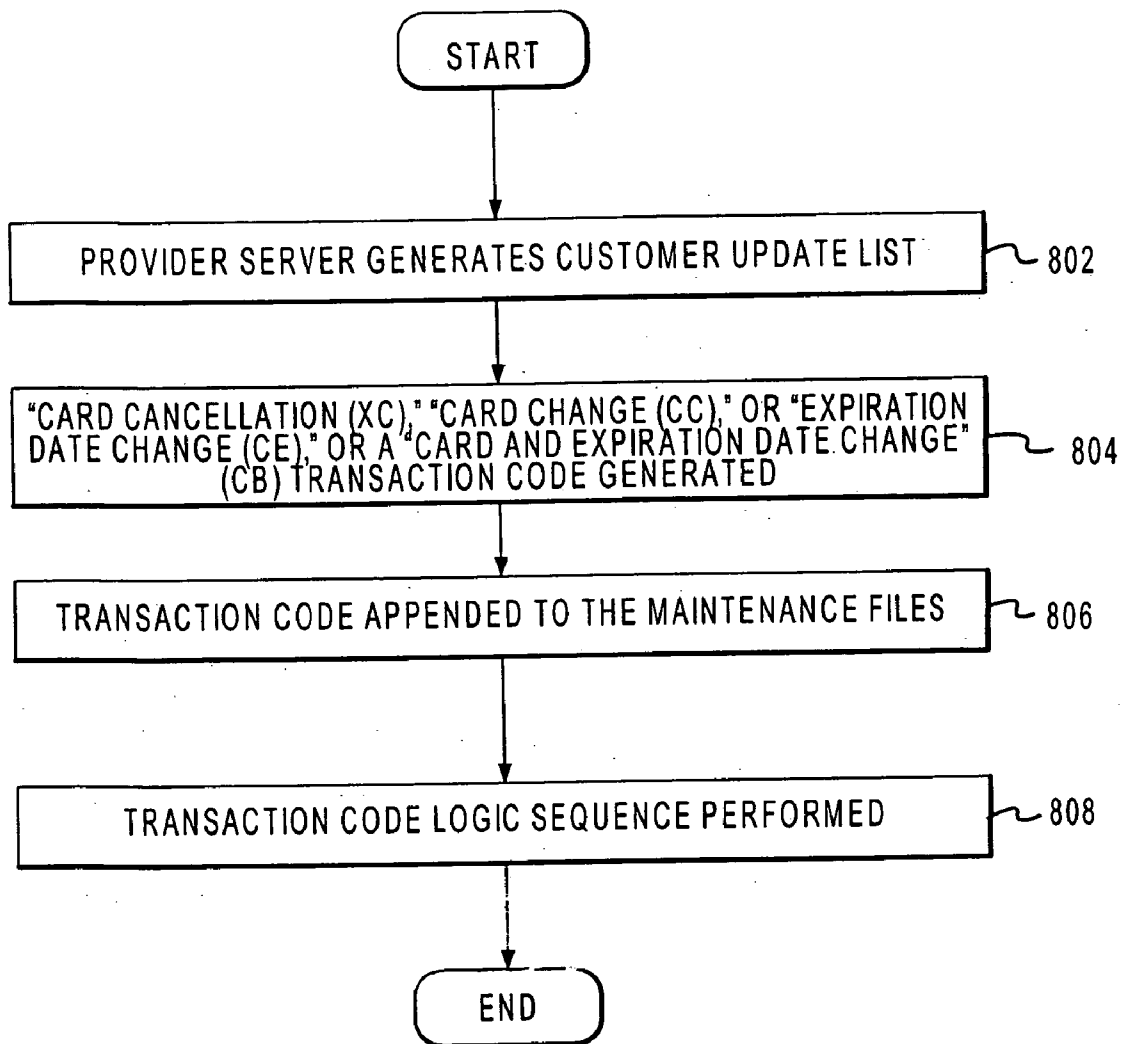 START
PROVIDER SERVER GENERATES CUSTOMER UPDATE LIST
802
"CARD CANCELLATION (XC)," "CARD CHANGE (CC)," OR "EXPIRATION
DATE CHANGE (CE)," OR A "CARD AND EXPIRATION DATE CHANGE"
(CB) TRANSACTION CODE GENERATED
804
TRANSACTION CODE APPENDED TO THE MAINTENANCE FILES
806
TRANSACTION CODE LOGIC SEQUENCE PERFORMED
808
END